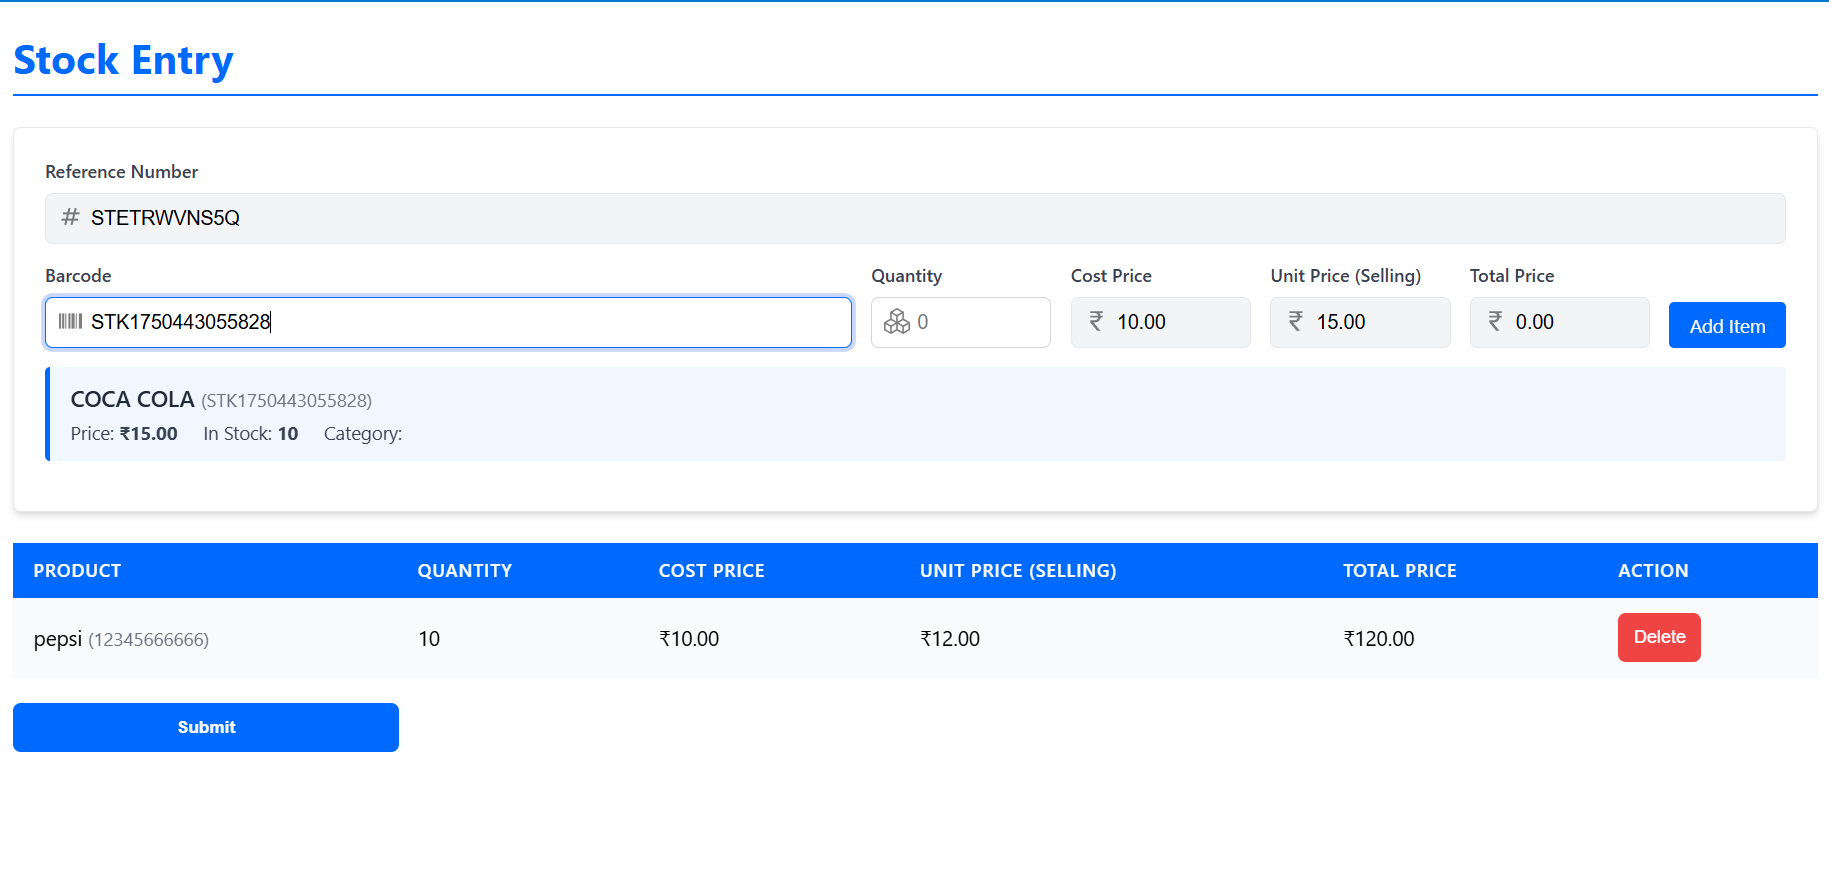 Stock Entry
Reference Number
# STETRWVNS5Q
Barcode Quantity Cost Price Unit Price (Selling) Total Price
STK1750443055828 0 ₹ 10.00 ₹ 15.00 ₹ 0.00 Add Item
COCA COLA (STK1750443055828)
Price: ₹15.00 In Stock: 10 Category:
PRODUCT QUANTITY COST PRICE UNIT PRICE (SELLING) TOTAL PRICE ACTION
pepsi (12345666666) 10 ₹10.00 ₹12.00 ₹120.00 Delete
Submit